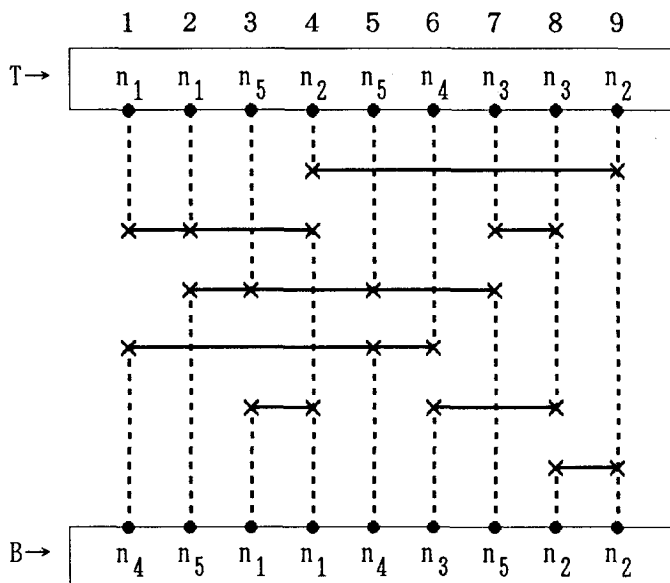 1 2 3 4 5 6 7 8 9
T→ n₁ n₁ n₅ n₂ n₅ n₄ n₃ n₃ n₂
B→ n₄ n₅ n₁ n₁ n₄ n₃ n₅ n₂ n₂